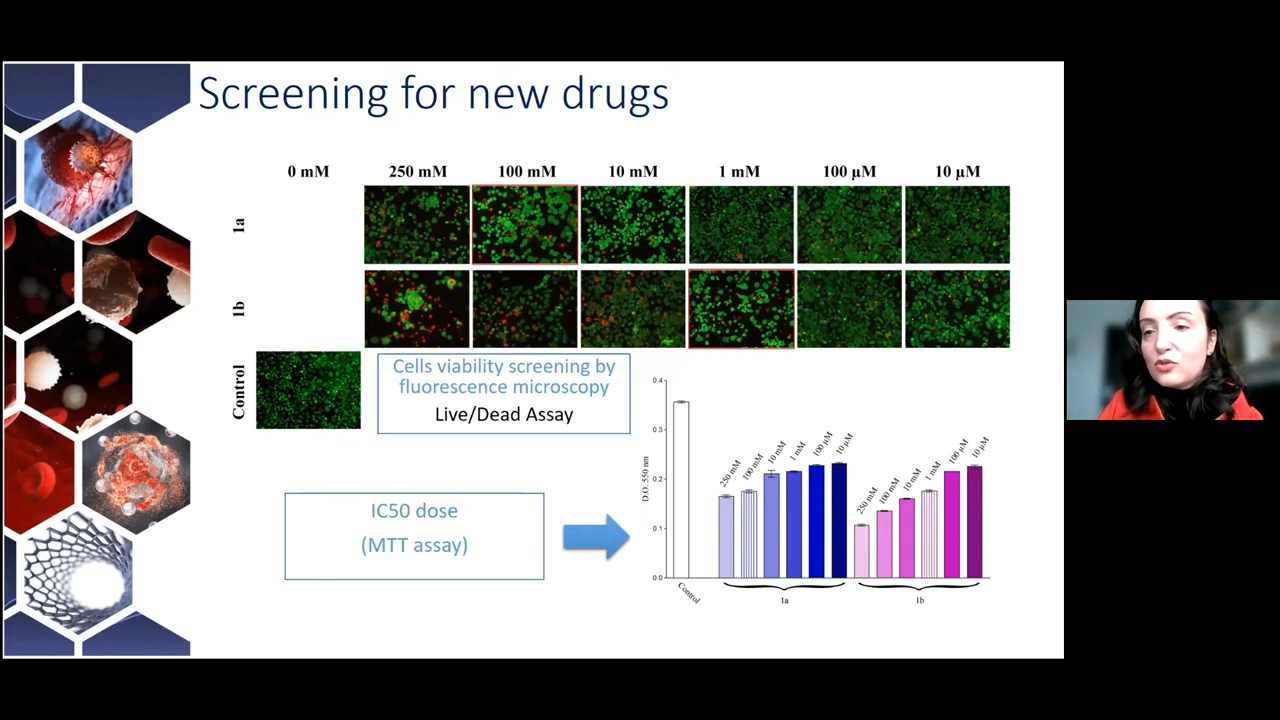 Screening for new drugs
0 mM 250 mM 100 mM 10 mM 1 mM 100 μM 10 μM
1a
1b
Control
Cells viability screening by
fluorescence microscopy
Live/Dead Assay
IC50 dose
(MTT assay)
D.O. 550 nm
0.4
0.3
0.2
0.1
0.0
250 mM 100 mM 10 mM 1 mM 100 μM 10 μM
250 mM 100 mM 10 mM 1 mM 100 μM 10 μM
Control
1a
1b